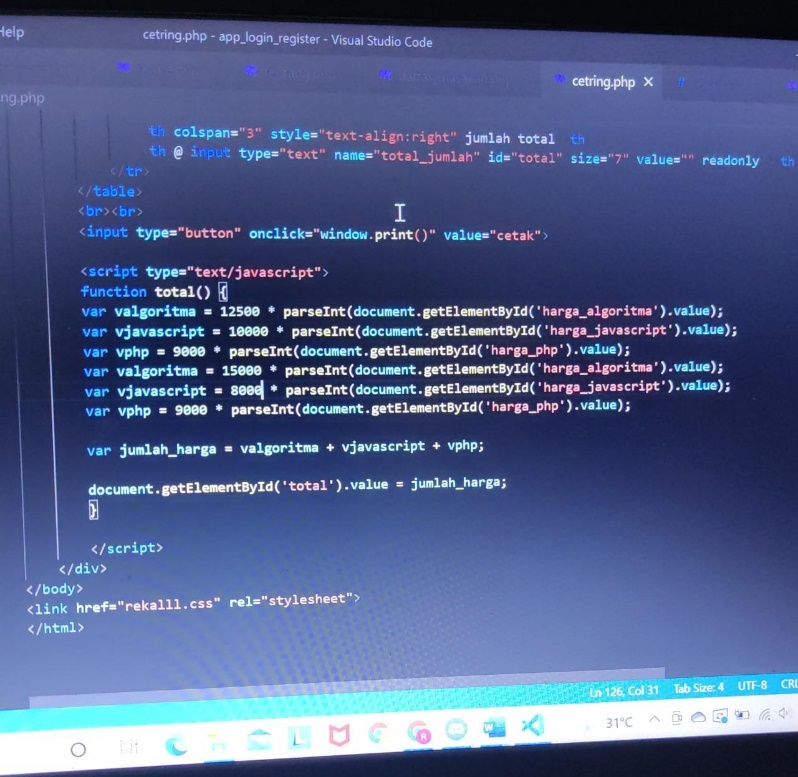 Help
cetring.php - app_login_register - Visual Studio Code
cetring.php ×
ng.php
th colspan="3" style="text-align:right" jumlah total th
th @ input type="text" name="total_jumlah" id="total" size="7" value="" readonly th
</tr>
</table>
<br><br>
<input type="button" onclick="window.print()" value="cetak">
<script type="text/javascript">
function total() {
var valgoritma = 12500 * parseInt(document.getElementById('harga_algoritma').value);
var vjavascript = 10000 * parseInt(document.getElementById('harga_javascript').value);
var vphp = 9000 * parseInt(document.getElementById('harga_php').value);
var valgoritma = 15000 * parseInt(document.getElementById('harga_algoritma').value);
var vjavascript = 8000 * parseInt(document.getElementById('harga_javascript').value);
var vphp = 9000 * parseInt(document.getElementById('harga_php').value);
var jumlah_harga = valgoritma + vjavascript + vphp;
document.getElementById('total').value = jumlah_harga;
}
</script>
</div>
</body>
<link href="rekalll.css" rel="stylesheet">
</html>
Ln 126, Col 31 Tab Size: 4 UTF-8 CRL
31°C